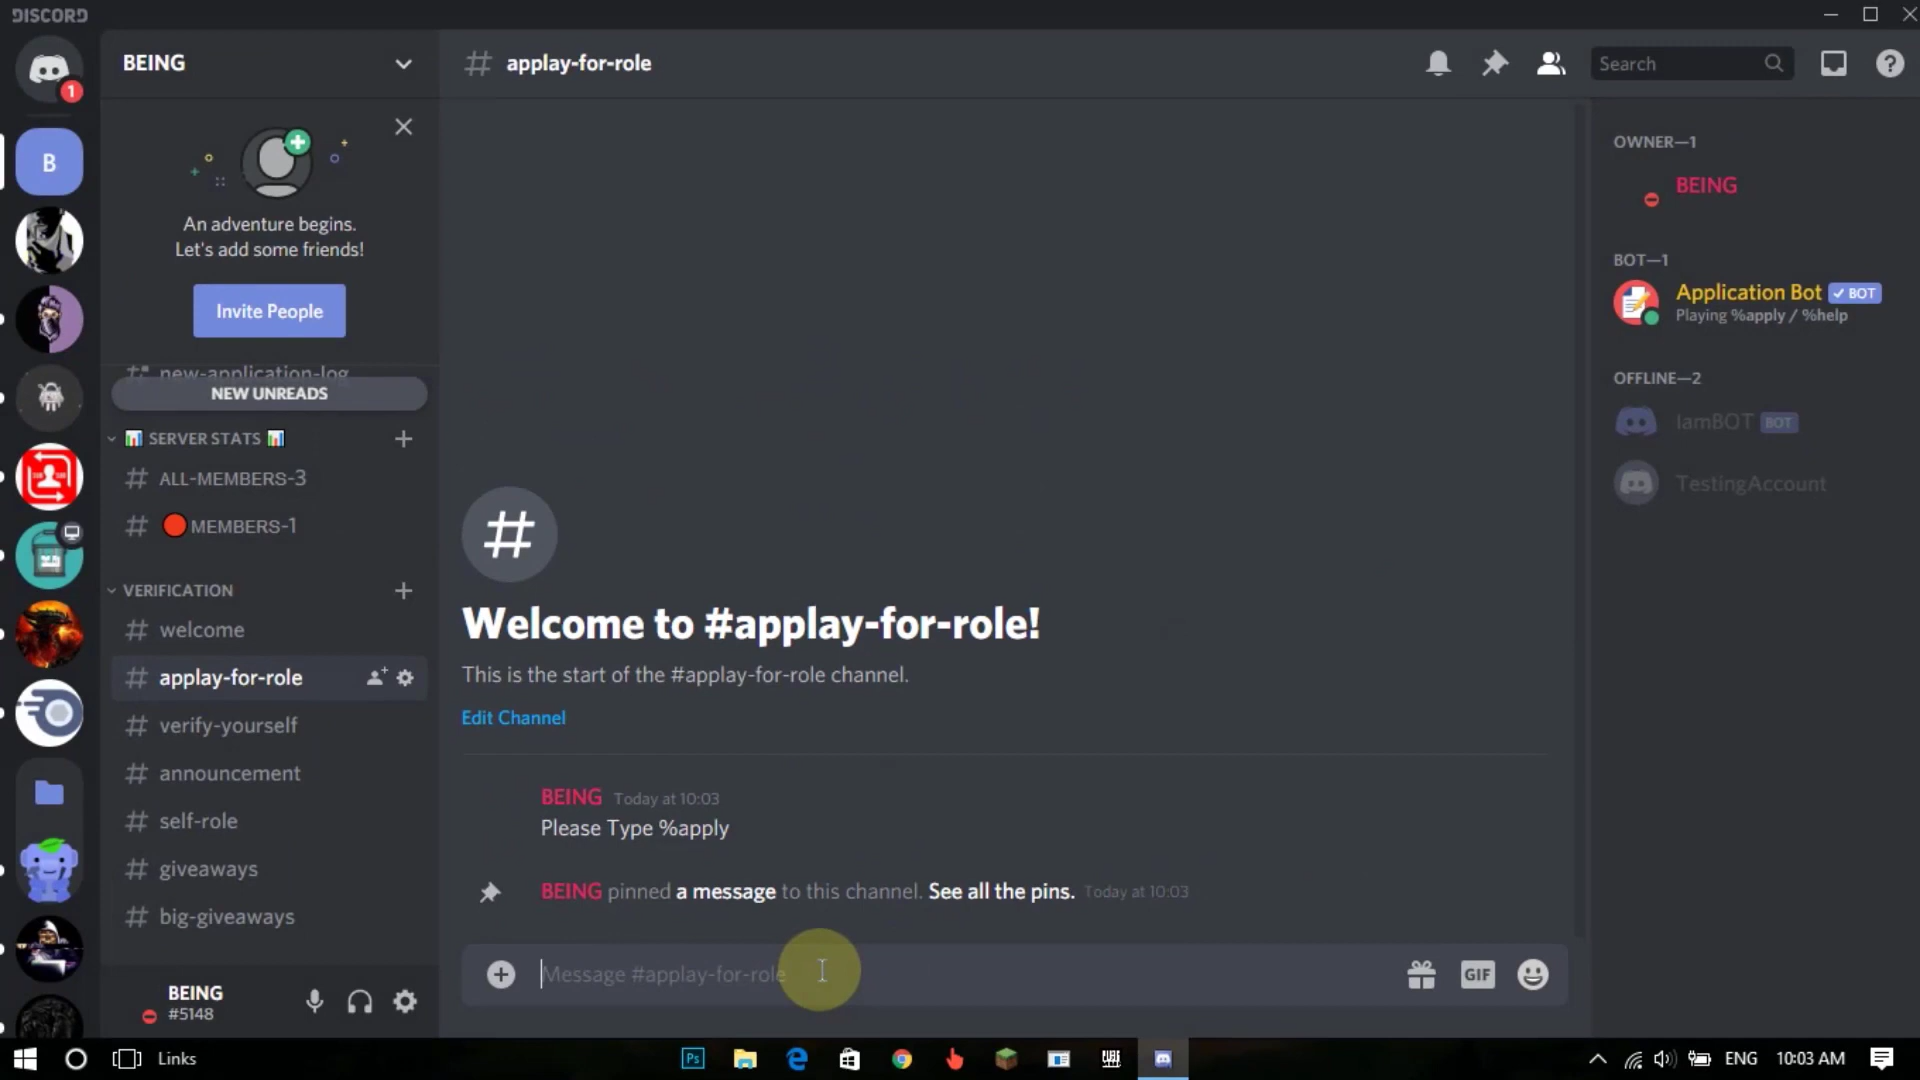 DISCORD
1
B
BEING
An adventure begins.
Let's add some friends!
Invite People
new-application-log
NEW UNREADS
SERVER STATS
ALL-MEMBERS-3
MEMBERS-1
VERIFICATION
welcome
applay-for-role
verify-yourself
announcement
self-role
giveaways
big-giveaways
BEING
#5148
applay-for-role
Search
Welcome to #applay-for-role!
This is the start of the #applay-for-role channel.
Edit Channel
BEING Today at 10:03
Please Type %apply
BEING pinned a message to this channel. See all the pins. Today at 10:03
Message #applay-for-role
GIF
OWNER—1
BEING
BOT—1
Application Bot BOT
Playing %apply / %help
OFFLINE—2
IamBOT BOT
TestingAccount
Links
Ps
ENG
10:03 AM